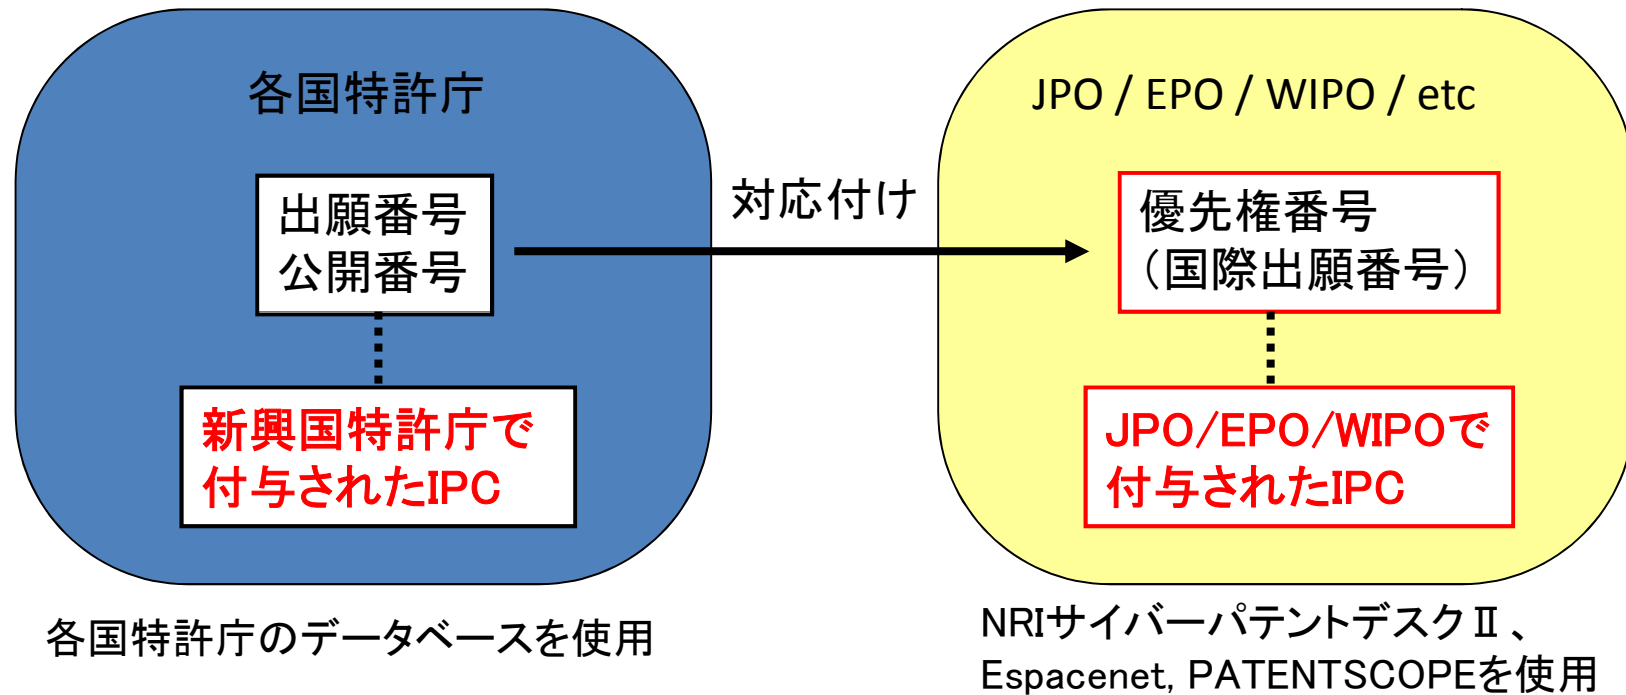 各国特許庁
出願番号
公開番号
新興国特許庁で
付与されたIPC
各国特許庁のデータベースを使用
対応付け
JPO / EPO / WIPO / etc
優先権番号
（国際出願番号）
JPO/EPO/WIPOで
付与されたIPC
NRIサイバーパテントデスクⅡ、
Espacenet, PATENTSCOPEを使用